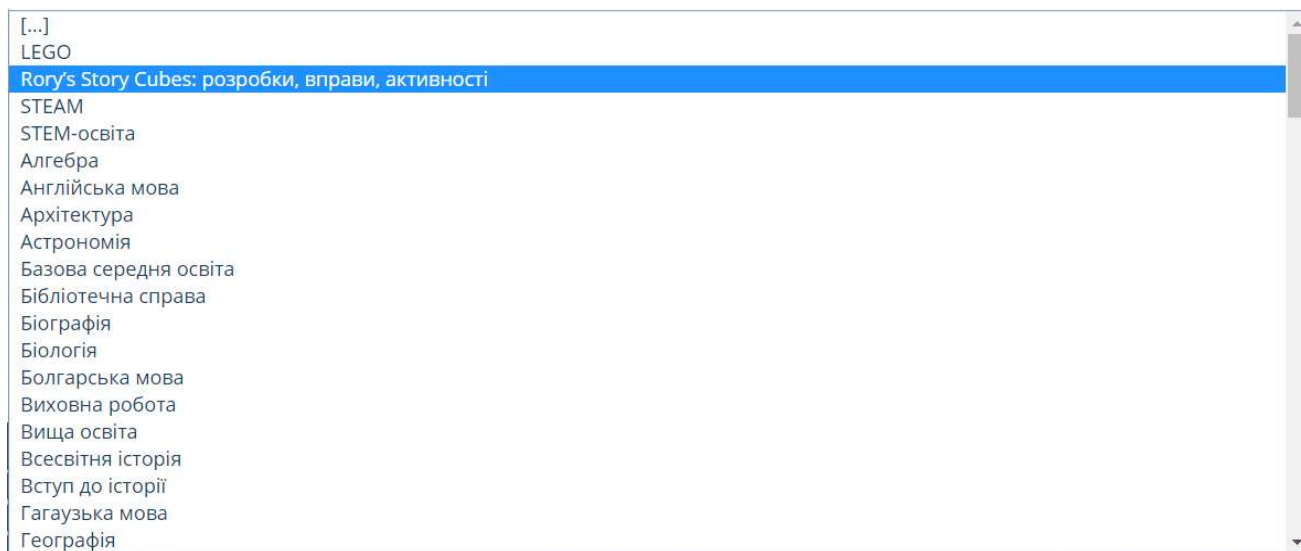 [...]
LEGO
Rory’s Story Cubes: розробки, вправи, активності
STEAM
STEM-освіта
Алгебра
Англійська мова
Архітектура
Астрономія
Базова середня освіта
Бібліотечна справа
Біографія
Біологія
Болгарська мова
Виховна робота
Вища освіта
Всесвітня історія
Вступ до історії
Гагаузька мова
Географія